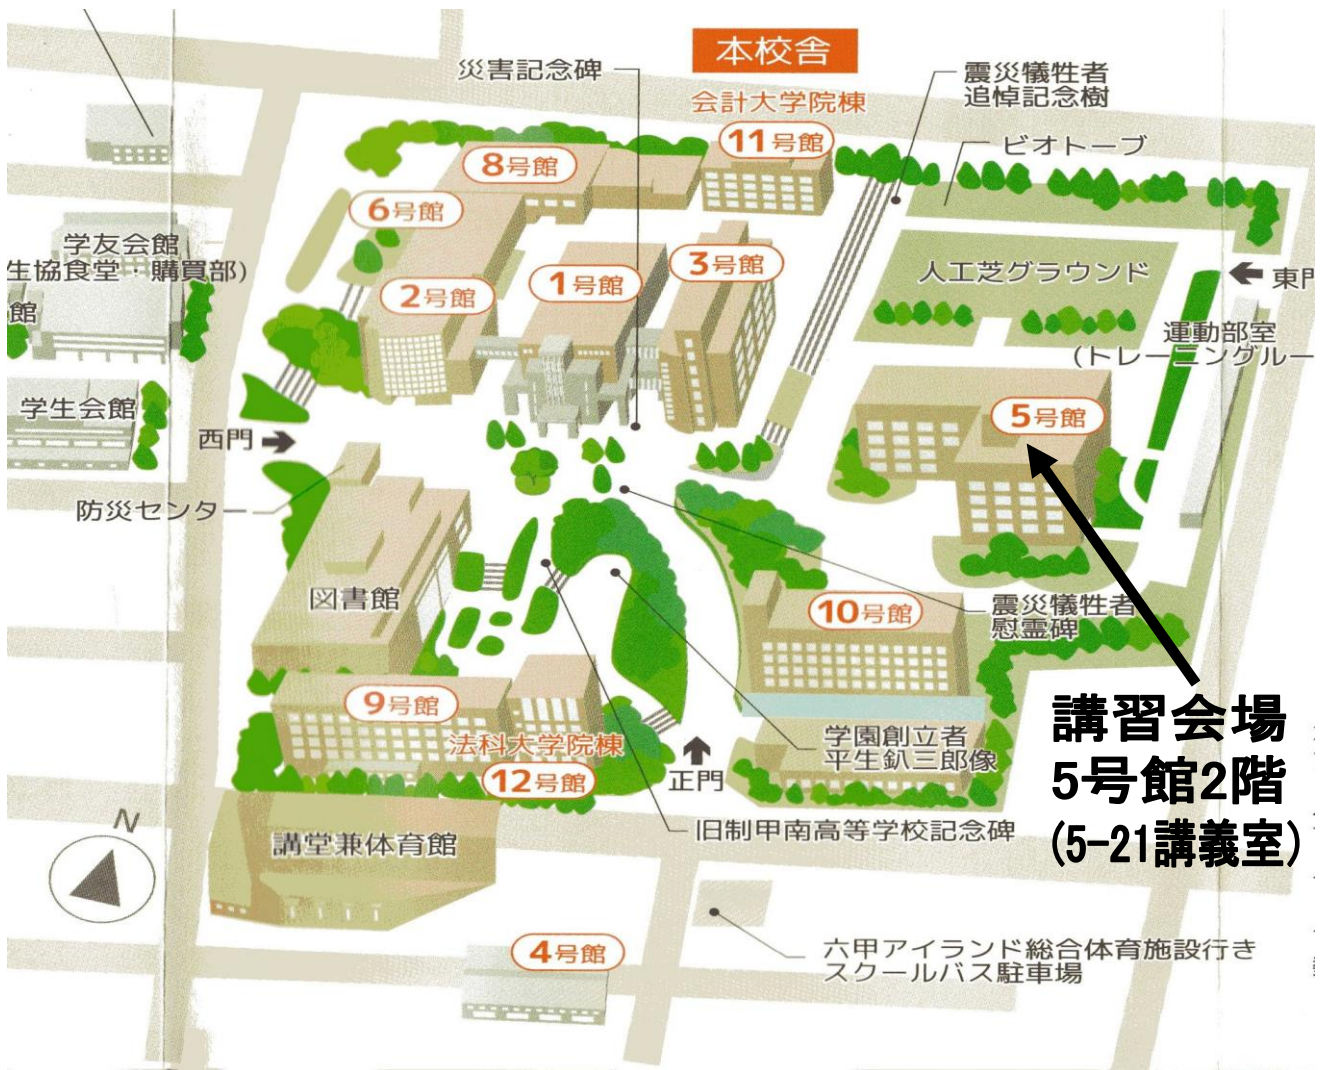 本校舎
災害記念碑
震災犠牲者
追悼記念樹
会計大学院棟
11号館
ビオトープ
8号館
6号館
学友会館
生協食堂・購買部)
館
3号館
人工芝グラウンド
東門
2号館
1号館
運動部室
(トレーニングルー
学生会館
5号館
西門
防災センター
図書館
10号館
震災犠牲者
慰霊碑
9号館
法科大学院棟
12号館
学園創立者
平生釟三郎像
正門
講習会場
5号館2階
(5-21講義室)
N
講堂兼体育館
旧制甲南高等学校記念碑
4号館
六甲アイランド総合体育施設行き
スクールバス駐車場